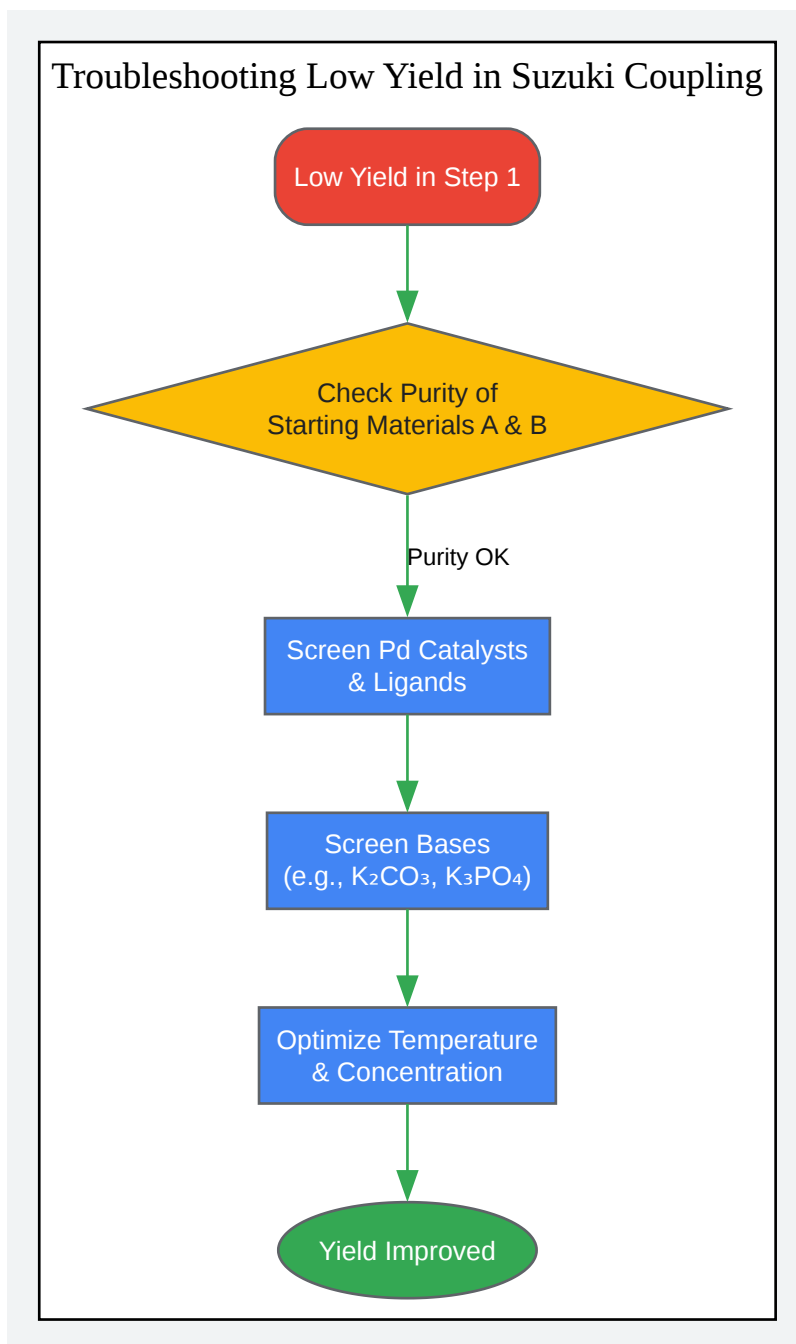 Troubleshooting Low Yield in Suzuki Coupling
Low Yield in Step 1
Check Purity of
Starting Materials A & B
Purity OK
Screen Pd Catalysts
& Ligands
Screen Bases
(e.g., K₂CO₃, K₃PO₄)
Optimize Temperature
& Concentration
Yield Improved